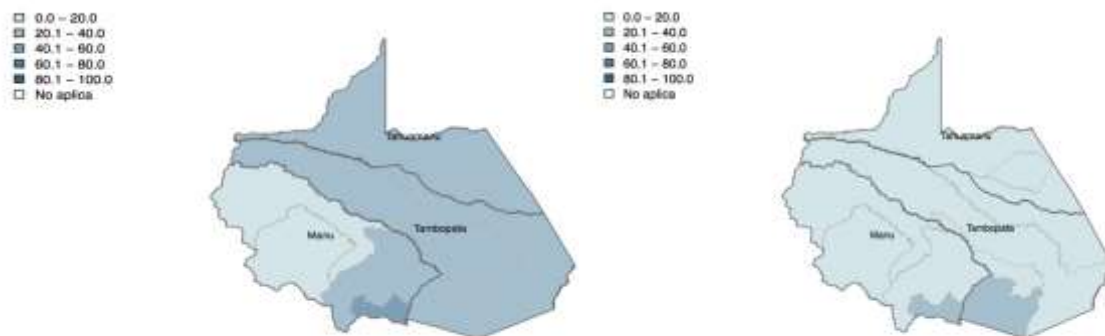 0.0 – 20.0
20.1 – 40.0
40.1 – 60.0
60.1 – 80.0
80.1 – 100.0
No aplica
Manu
Tambopata
0.0 – 20.0
20.1 – 40.0
40.1 – 60.0
60.1 – 80.0
80.1 – 100.0
No aplica
Manu
Tambopata